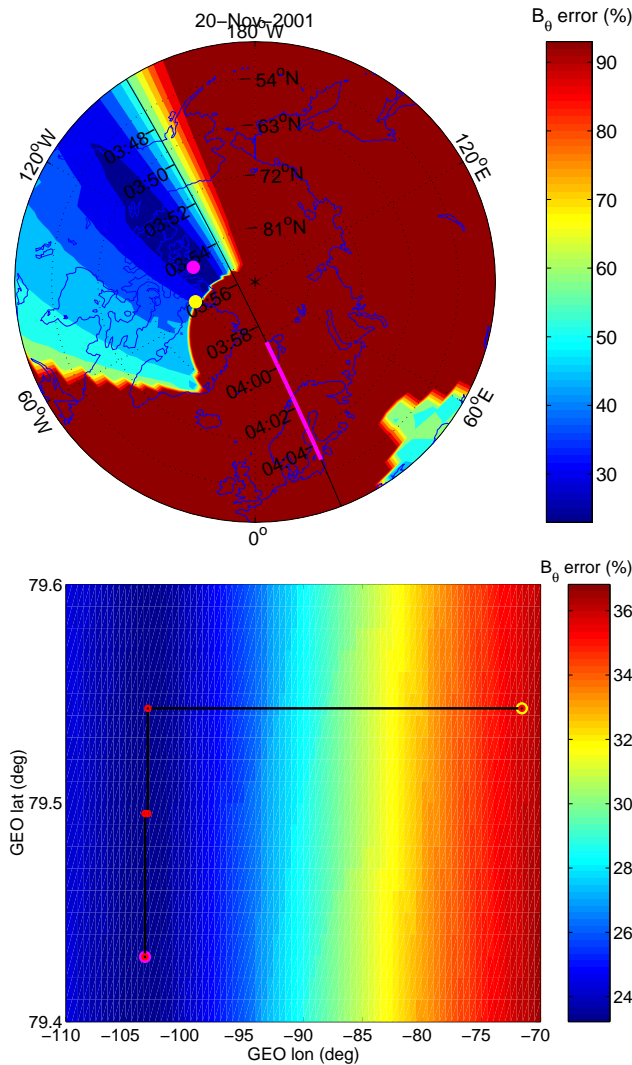 20−Nov−2001
180°W
B_θ error (%)
54°N
63°N
72°N
81°N
120°W
120°E
60°W
60°E
0°
03:48
03:50
03:52
03:54
03:56
03:58
04:00
04:02
04:04
90
80
70
60
50
40
30
B_θ error (%)
79.6
79.5
79.4
GEO lat (deg)
−110
−105
−100
−95
−90
−85
−80
−75
−70
GEO lon (deg)
36
34
32
30
28
26
24